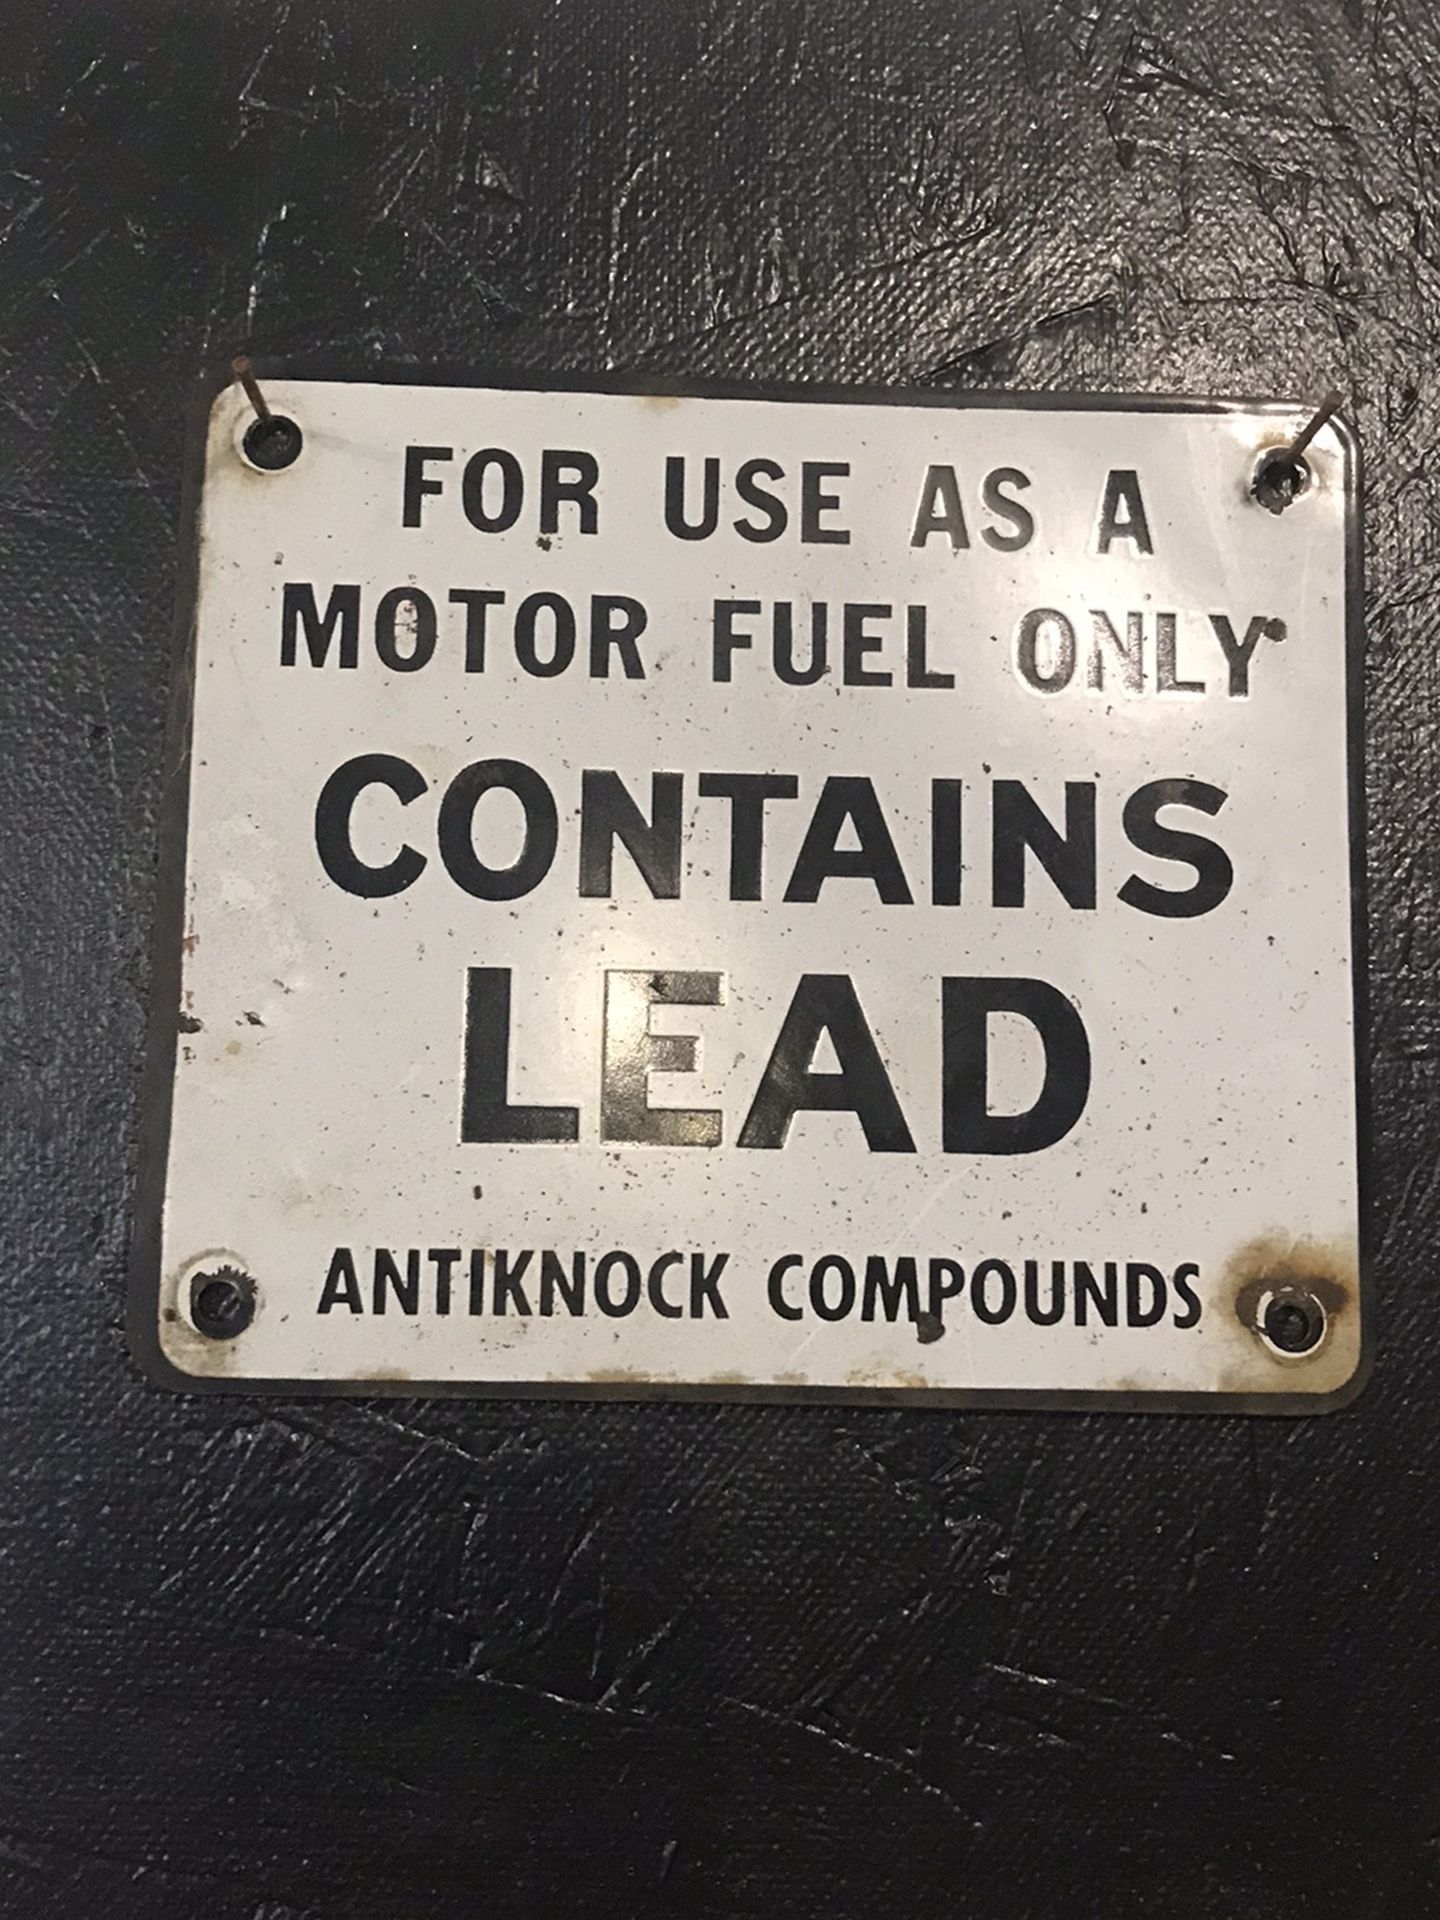 FOR USE AS A
MOTOR FUEL ONLY
CONTAINS
LEAD
ANTIKNOCK COMPOUNDS